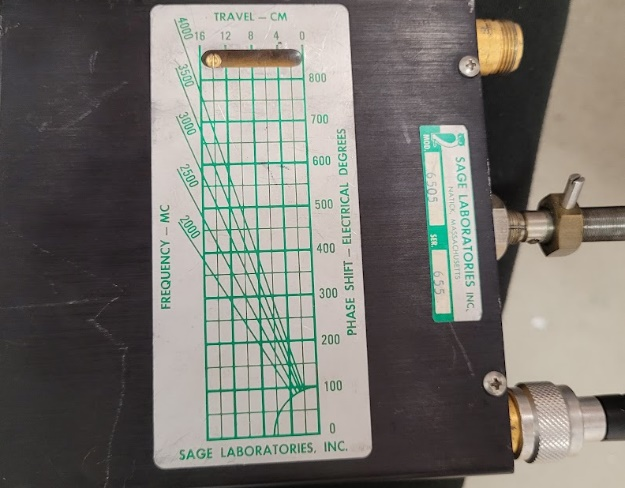 TRAVEL — CM
16 12 8 4 0
4000
3500
3000
2500
2000
FREQUENCY — MC
800
700
600
500
400
300
200
100
0
PHASE SHIFT — ELECTRICAL DEGREES
SAGE LABORATORIES, INC.
SAGE LABORATORIES INC.
NATICK, MASSACHUSETTS
MOD. 6505 SER. 655